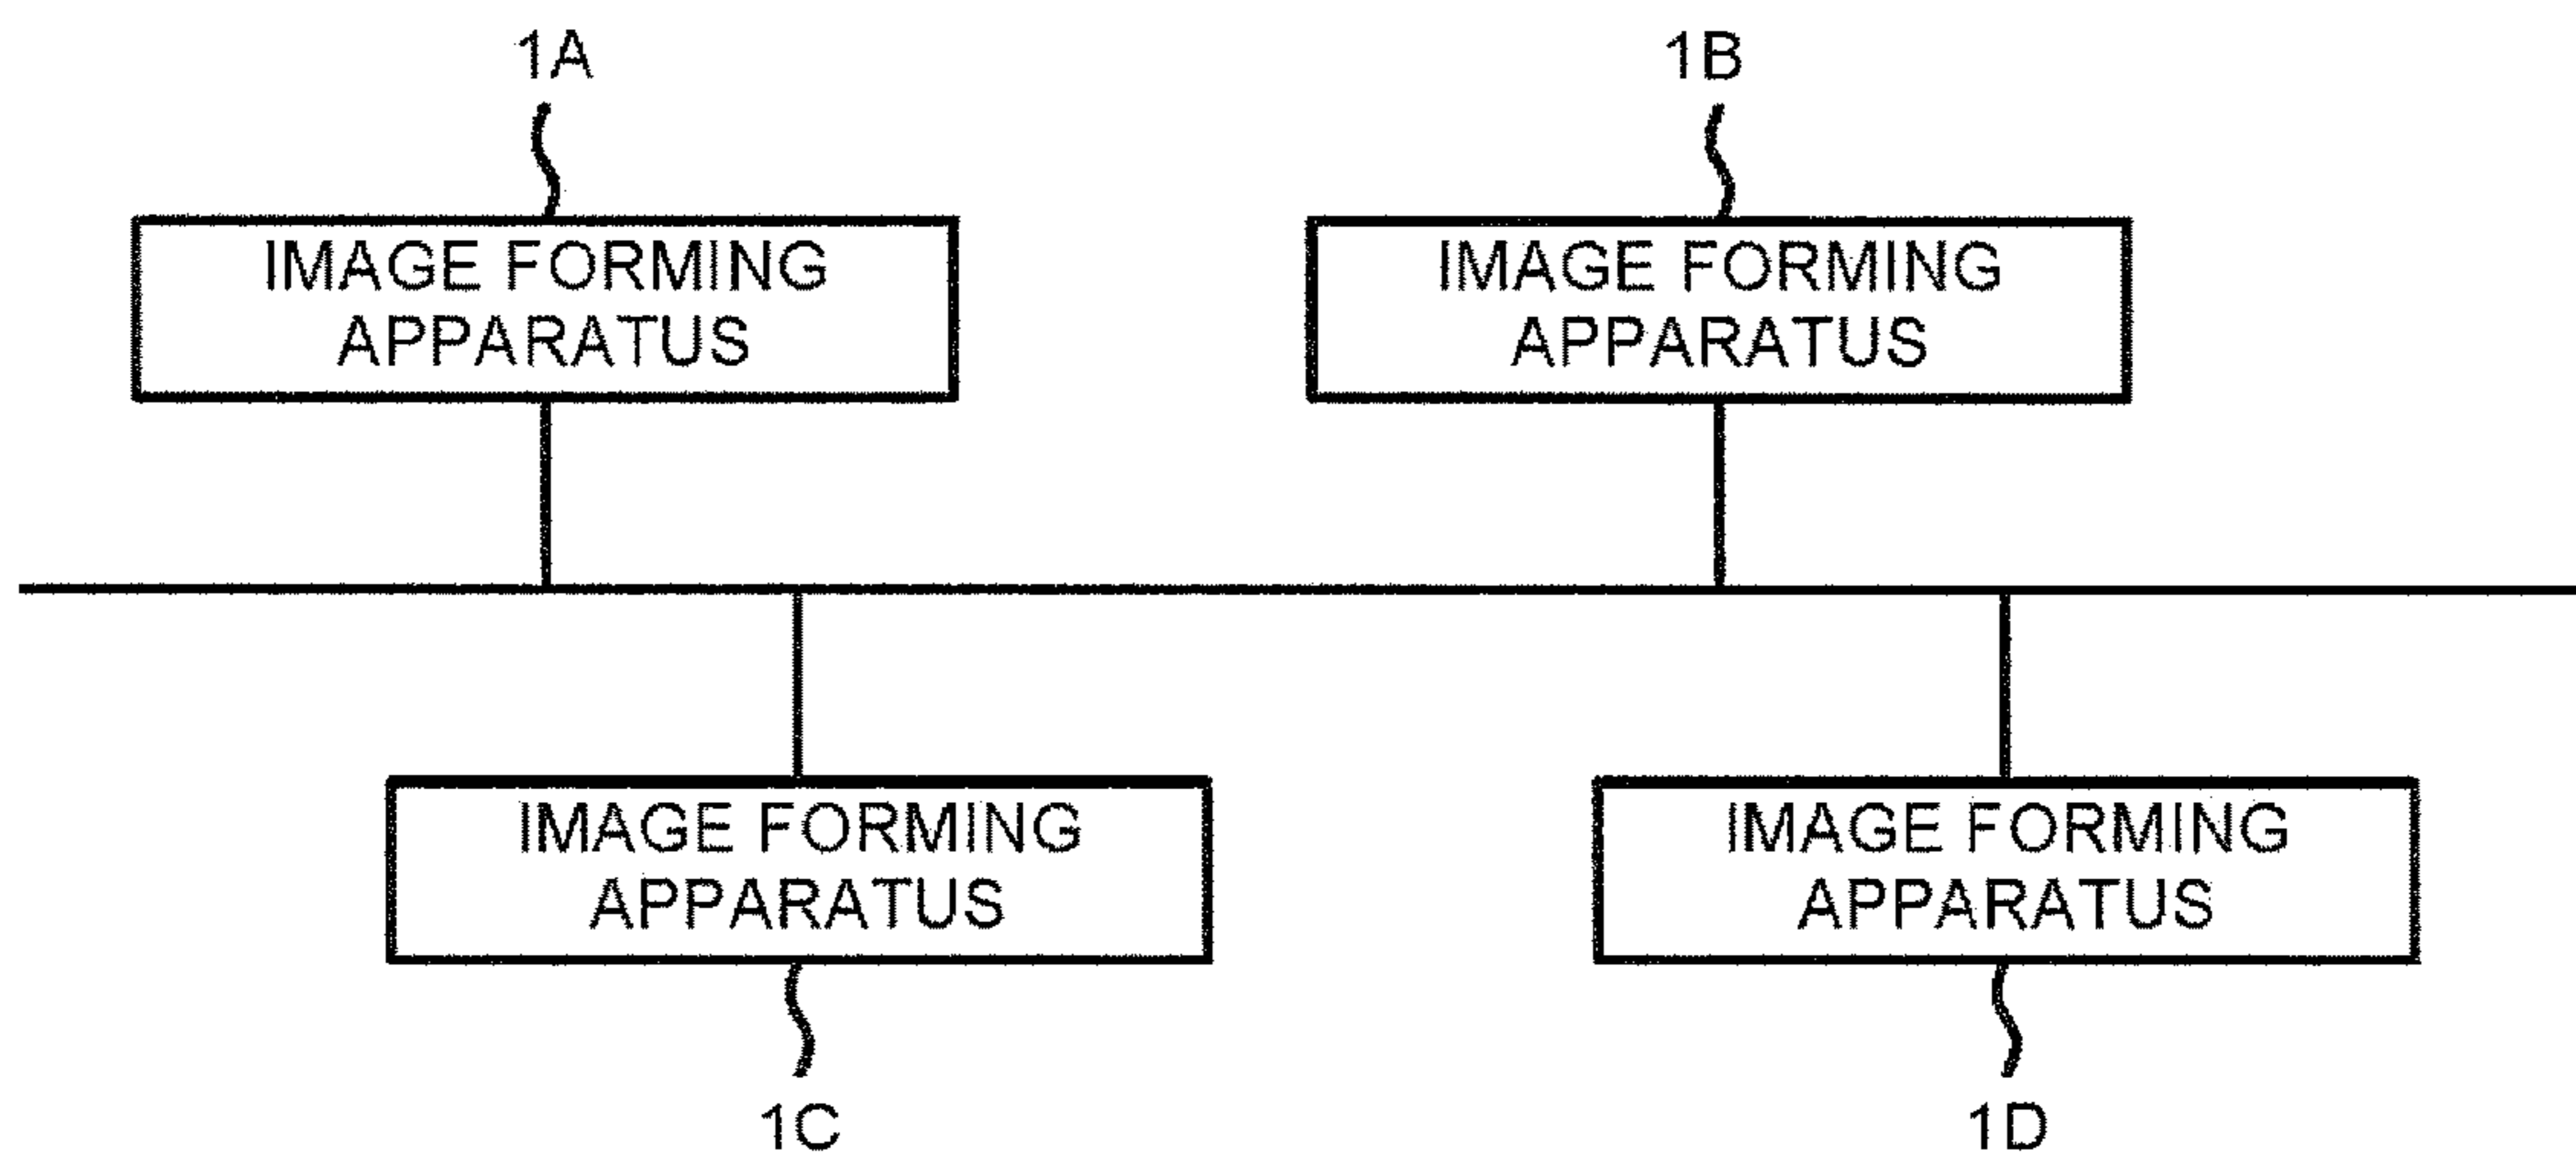 1A
1B
IMAGE FORMING
APPARATUS
IMAGE FORMING
APPARATUS
IMAGE FORMING
APPARATUS
IMAGE FORMING
APPARATUS
1C
1D